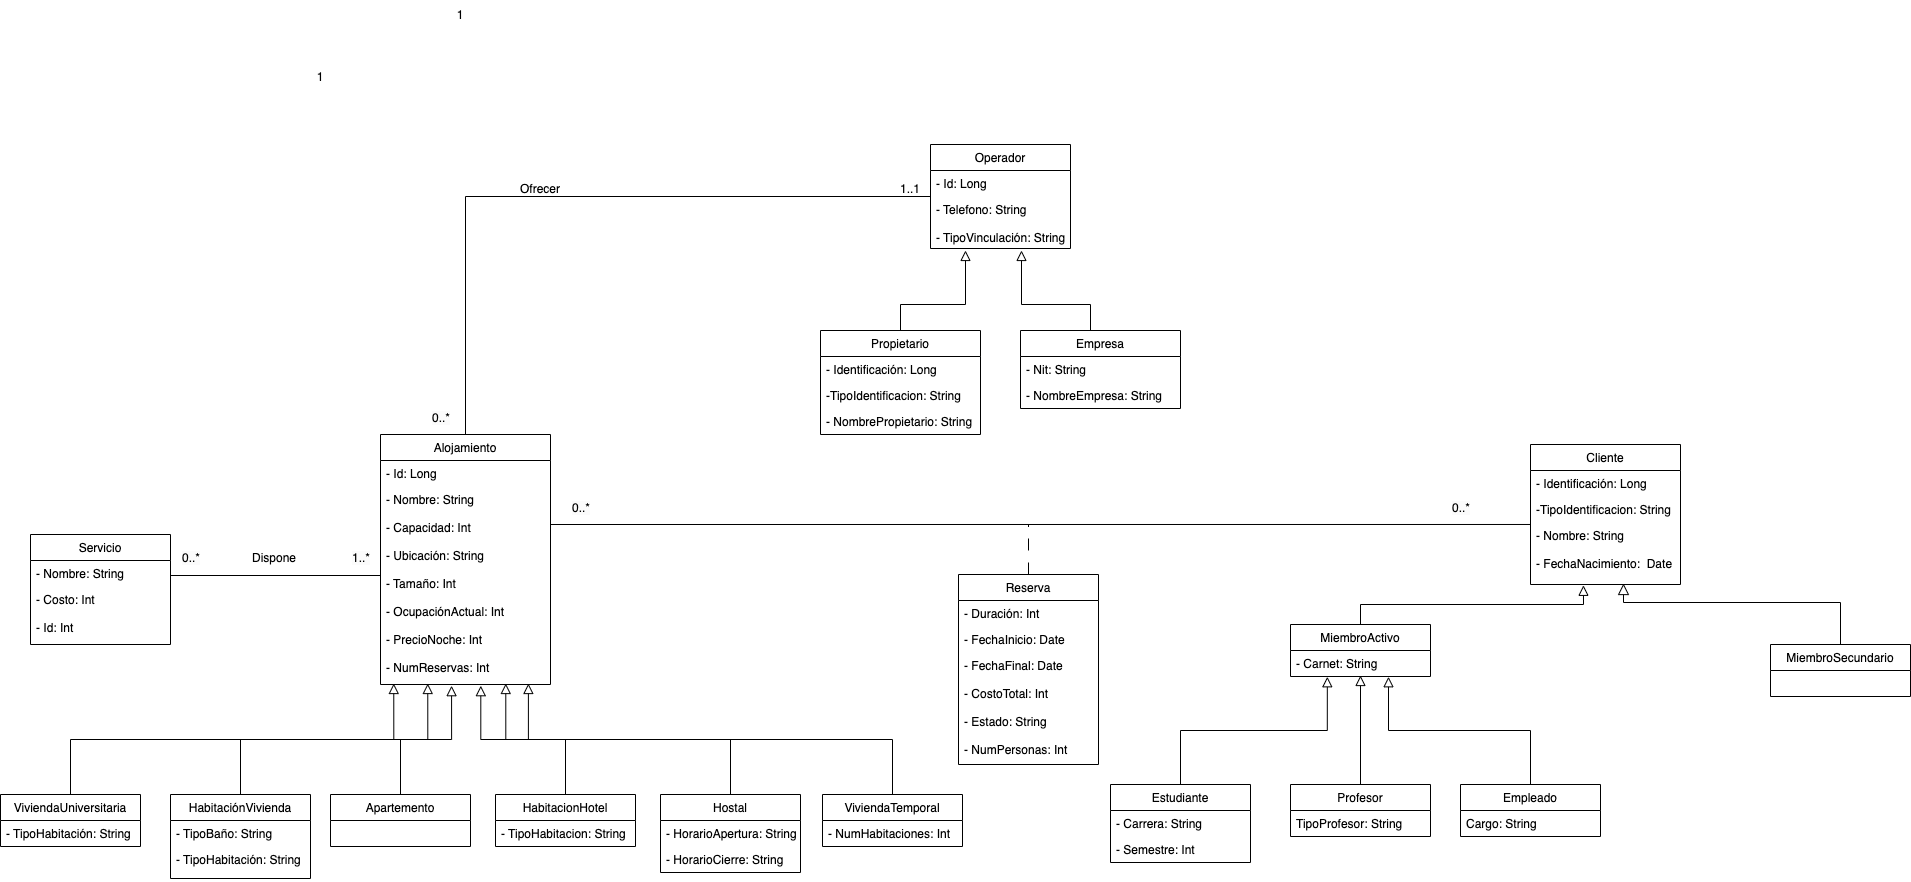 1
1
Operador
- Id: Long
- Telefono: String
- TipoVinculación: String
Ofrecer
1..1
0..*
Propietario
- Identificación: Long
-TipoIdentificacion: String
- NombrePropietario: String
Empresa
- Nit: String
- NombreEmpresa: String
Alojamiento
- Id: Long
- Nombre: String
- Capacidad: Int
- Ubicación: String
- Tamaño: Int
- OcupaciónActual: Int
- PrecioNoche: Int
- NumReservas: Int
0..*
0..*
Cliente
- Identificación: Long
-TipoIdentificacion: String
- Nombre: String
- FechaNacimiento:  Date
Servicio
- Nombre: String
- Costo: Int
- Id: Int
0..*
Dispone
1..*
Reserva
- Duración: Int
- FechaInicio: Date
- FechaFinal: Date
- CostoTotal: Int
- Estado: String
- NumPersonas: Int
MiembroActivo
- Carnet: String
MiembroSecundario
ViviendaUniversitaria
- TipoHabitación: String
HabitaciónVivienda
- TipoBaño: String
- TipoHabitación: String
Apartemento
HabitacionHotel
- TipoHabitacion: String
Hostal
- HorarioApertura: String
- HorarioCierre: String
ViviendaTemporal
- NumHabitaciones: Int
Estudiante
- Carrera: String
- Semestre: Int
Profesor
TipoProfesor: String
Empleado
Cargo: String